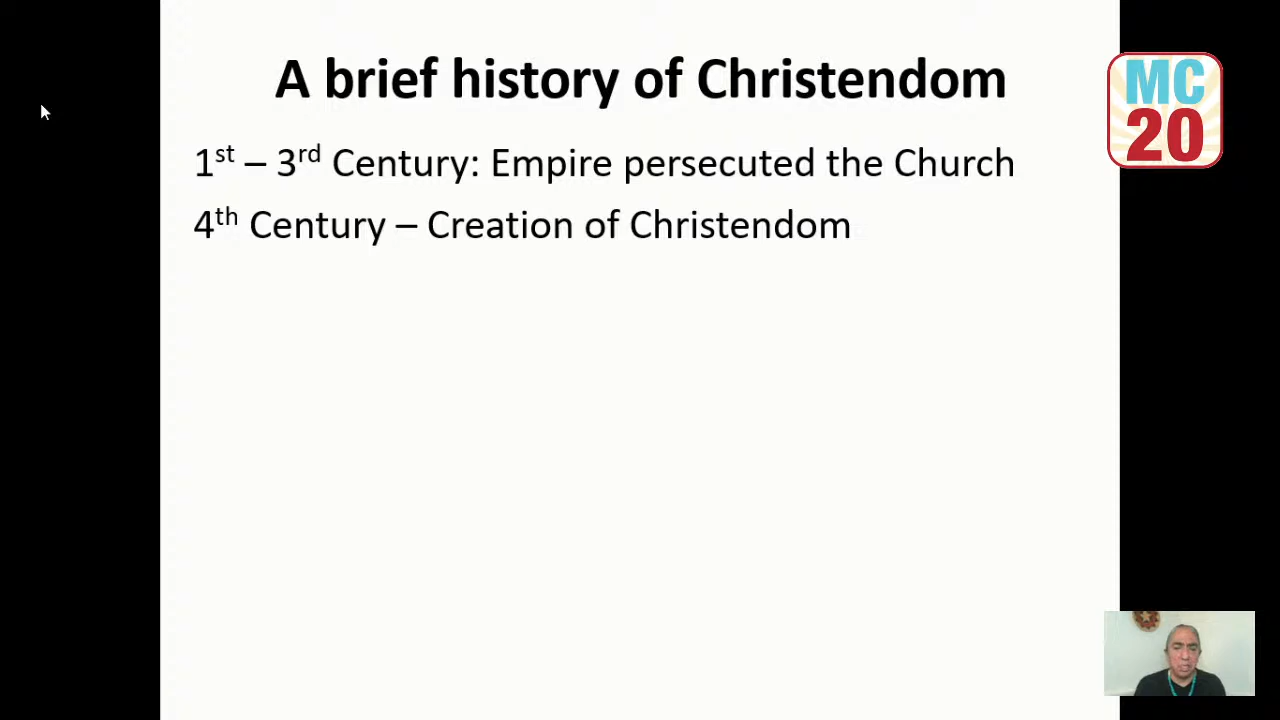 A brief history of Christendom
1st – 3rd Century: Empire persecuted the Church
4th Century – Creation of Christendom
MC
20